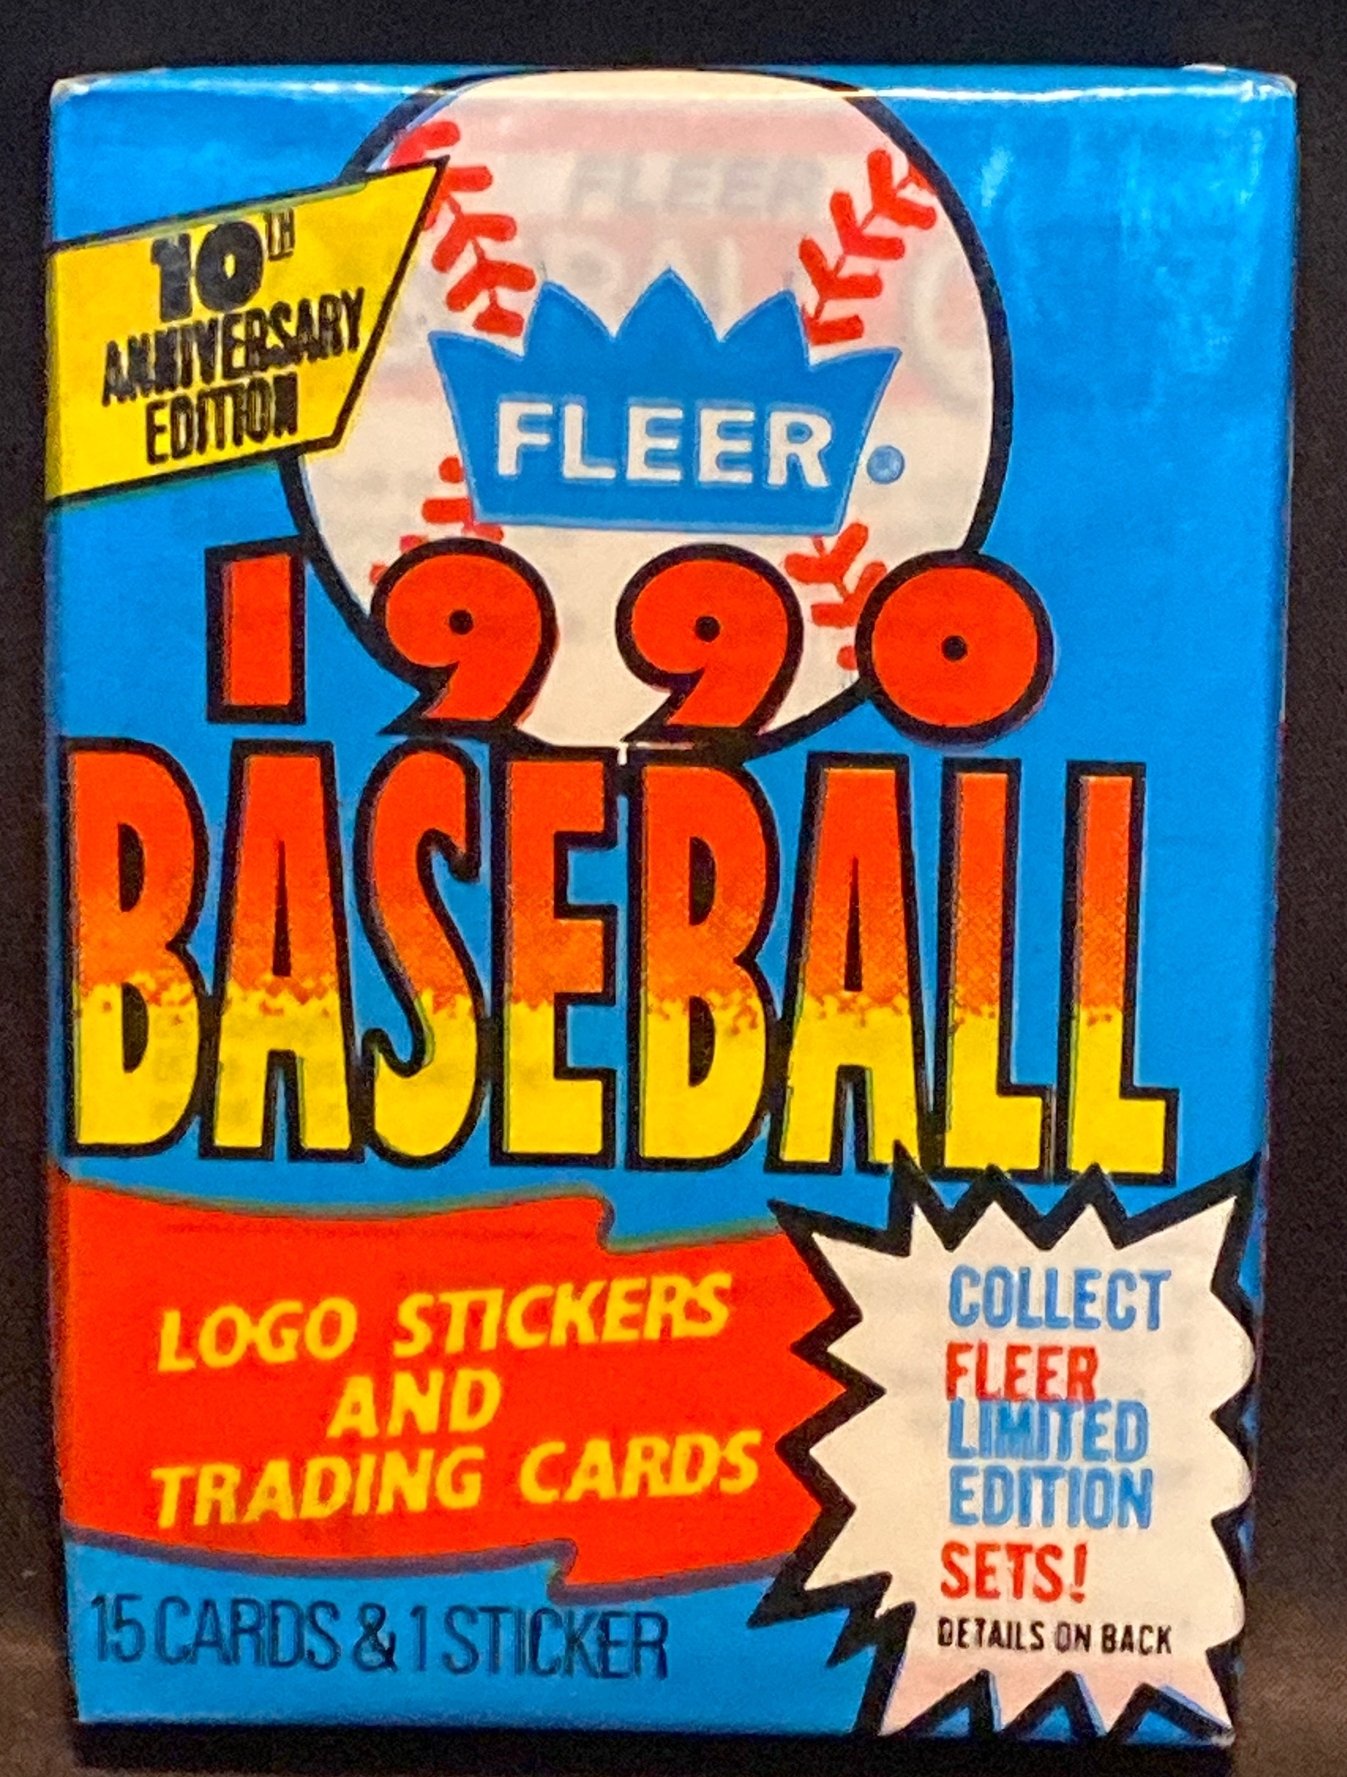 10TH
ANNIVERSARY
EDITION
FLEER
FLEER
1990
BASEBALL
LOGO STICKERS
AND
TRADING CARDS
15 CARDS & 1 STICKER
COLLECT
FLEER
LIMITED
EDITION
SETS!
DETAILS ON BACK